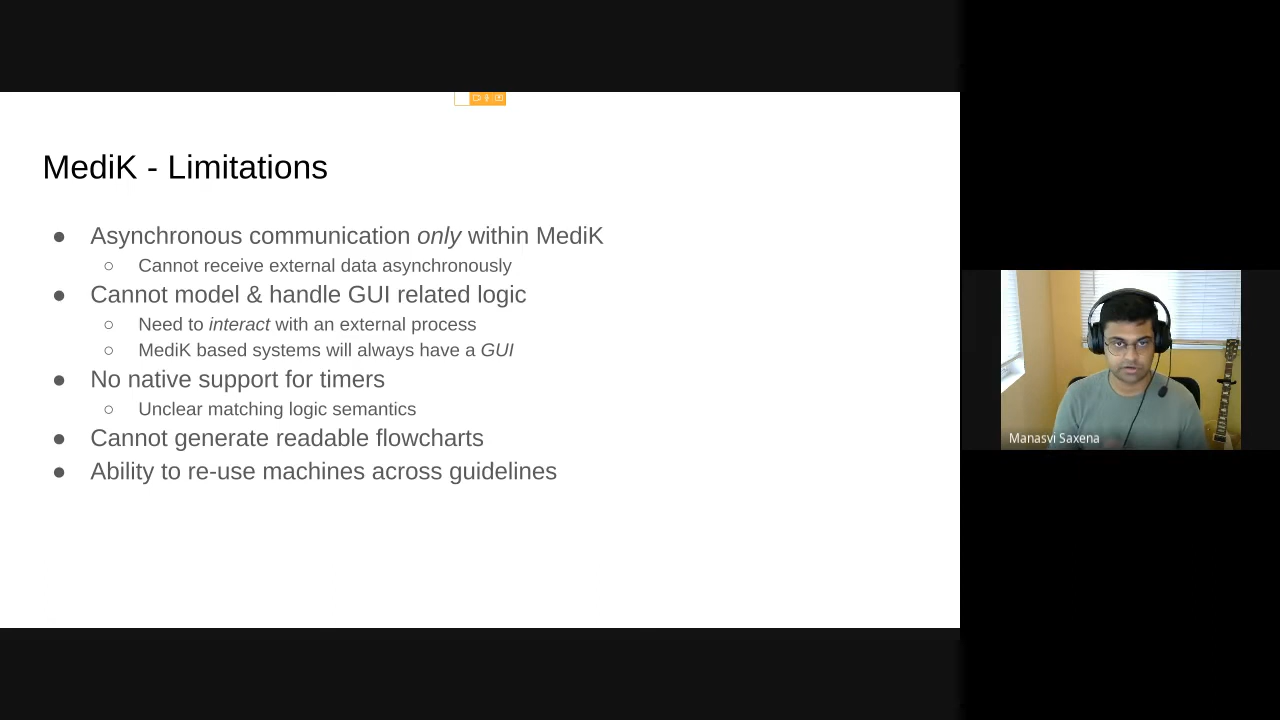 MediK - Limitations
● Asynchronous communication only within MediK
○ Cannot receive external data asynchronously
● Cannot model & handle GUI related logic
○ Need to interact with an external process
○ MediK based systems will always have a GUI
● No native support for timers
○ Unclear matching logic semantics
● Cannot generate readable flowcharts
● Ability to re-use machines across guidelines
Manasvi Saxena